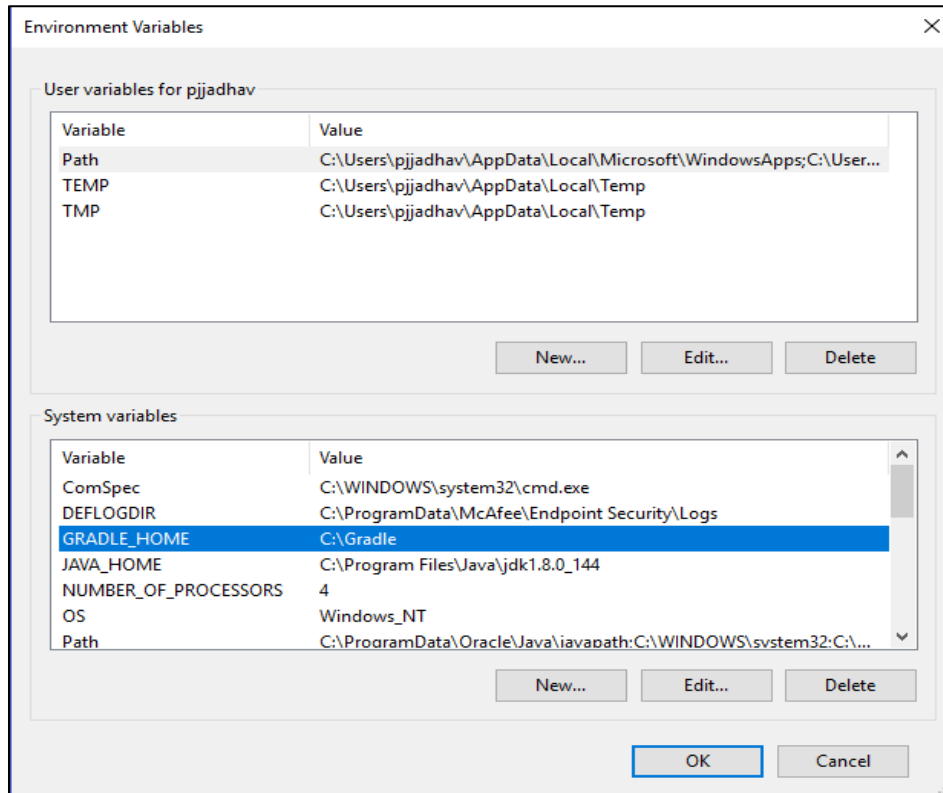 Environment Variables
User variables for pjjadhav
Variable Value
Path C:\Users\pjjadhav\AppData\Local\Microsoft\WindowsApps;C:\User...
TEMP C:\Users\pjjadhav\AppData\Local\Temp
TMP C:\Users\pjjadhav\AppData\Local\Temp
New... Edit... Delete
System variables
Variable Value
ComSpec C:\WINDOWS\system32\cmd.exe
DEFLOGDIR C:\ProgramData\McAfee\Endpoint Security\Logs
GRADLE_HOME C:\Gradle
JAVA_HOME C:\Program Files\Java\jdk1.8.0_144
NUMBER_OF_PROCESSORS 4
OS Windows_NT
Path C:\ProgramData\Oracle\Java\javapath;C:\WINDOWS\system32;C:\...
New... Edit... Delete
OK Cancel